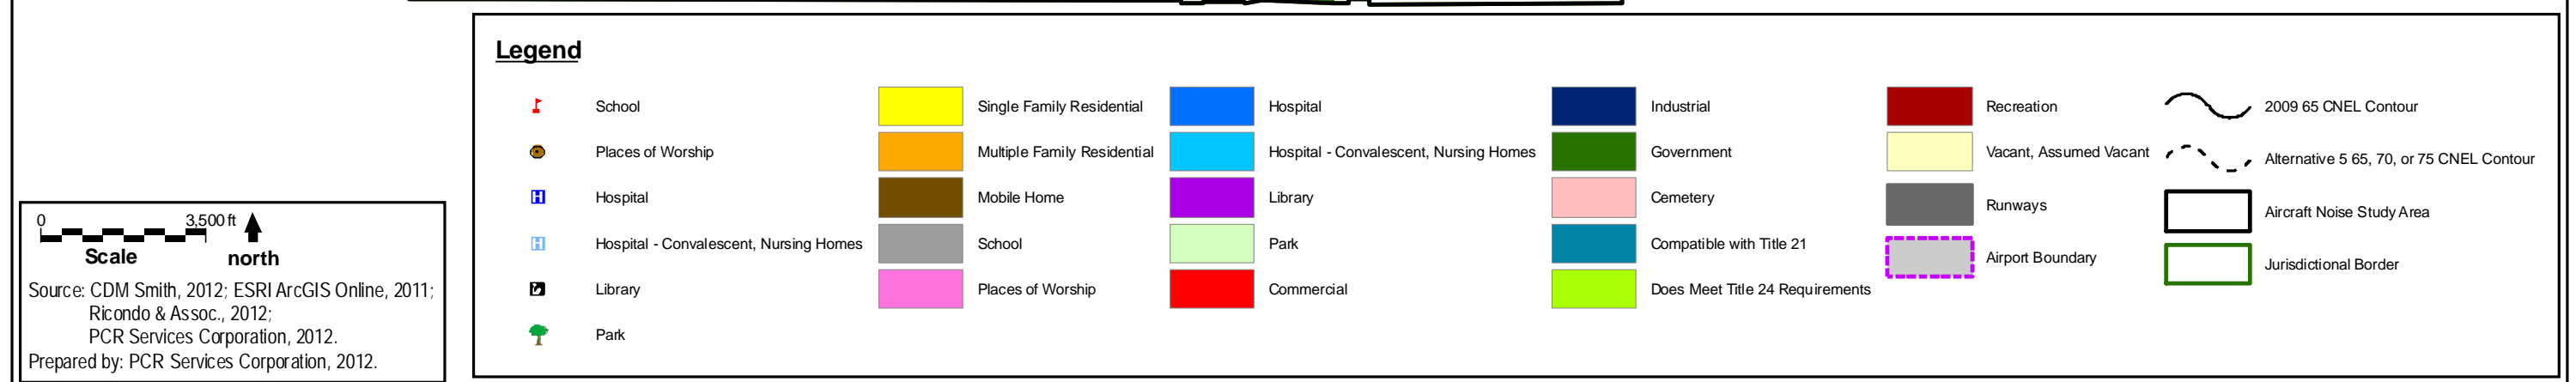 Legend
School
Places of Worship
Hospital
Hospital - Convalescent, Nursing Homes
Library
Park
Single Family Residential
Multiple Family Residential
Mobile Home
School
Places of Worship
Hospital
Hospital - Convalescent, Nursing Homes
Library
Park
Commercial
Industrial
Government
Cemetery
Compatible with Title 21
Does Meet Title 24 Requirements
Recreation
Vacant, Assumed Vacant
Runways
Airport Boundary
2009 65 CNEL Contour
Alternative 5 65, 70, or 75 CNEL Contour
Aircraft Noise Study Area
Jurisdictional Border
0 3,500 ft
Scale north
Source: CDM Smith, 2012; ESRI ArcGIS Online, 2011;
Ricondo & Assoc., 2012;
PCR Services Corporation, 2012.
Prepared by: PCR Services Corporation, 2012.